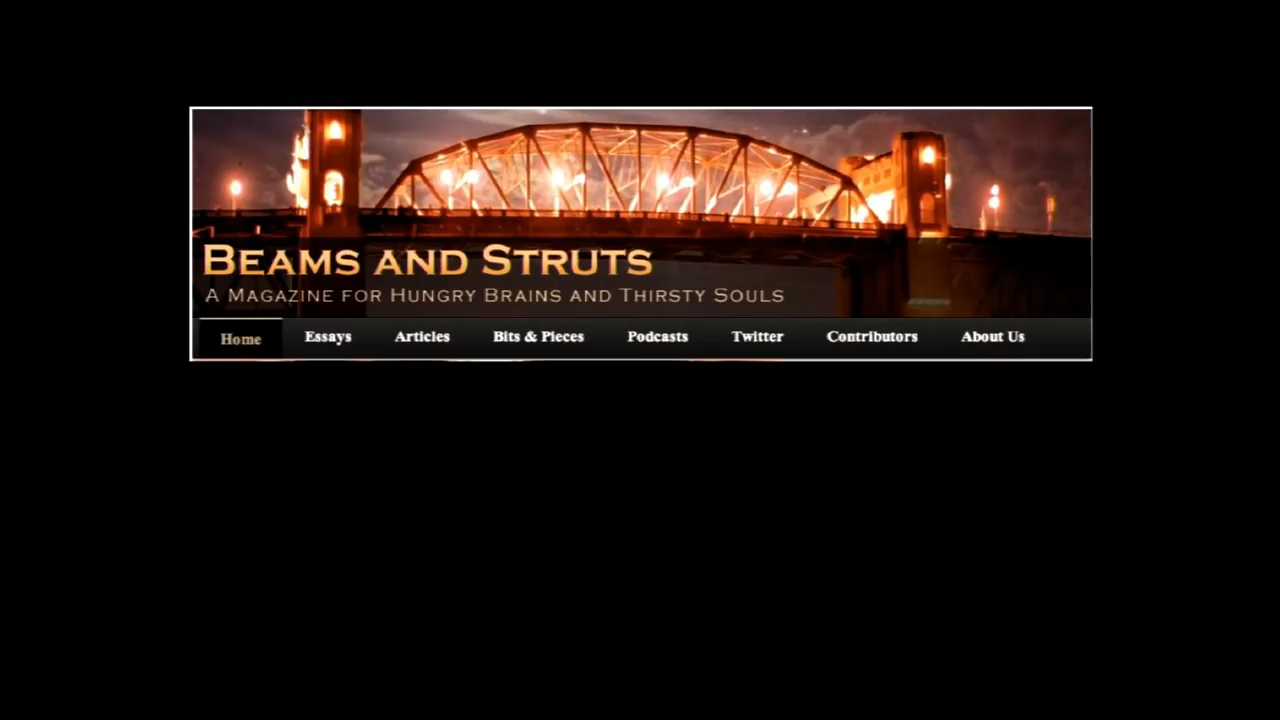 BEAMS AND STRUTS
A MAGAZINE FOR HUNGRY BRAINS AND THIRSTY SOULS
Home Essays Articles Bits & Pieces Podcasts Twitter Contributors About Us